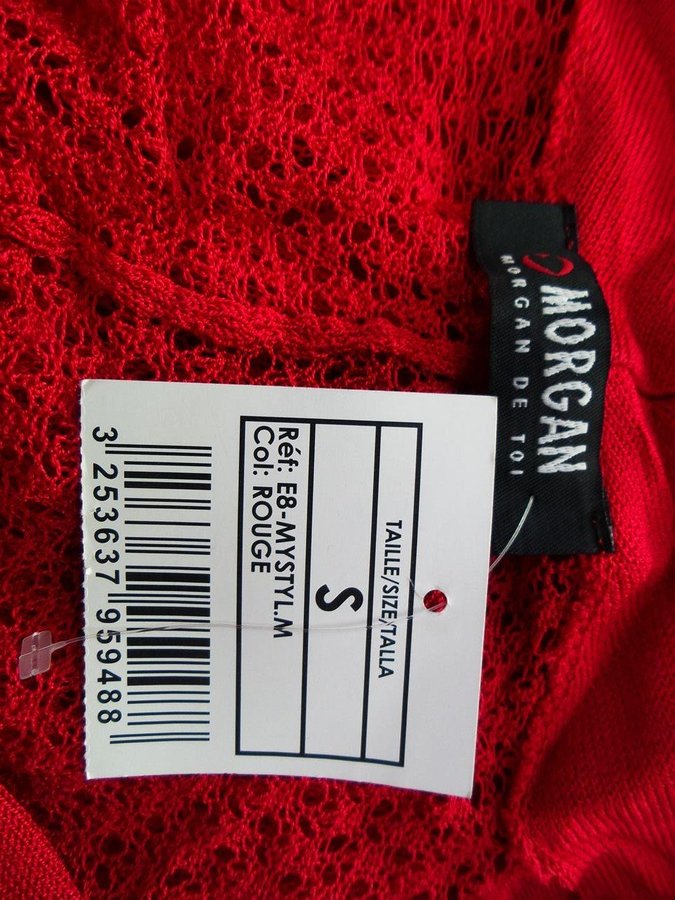 MORGAN
MORGAN DE TOI
TAILLE/SIZE/TALLA
S
Réf: E8-MYSTYL.M
Col: ROUGE
3 253637 959488